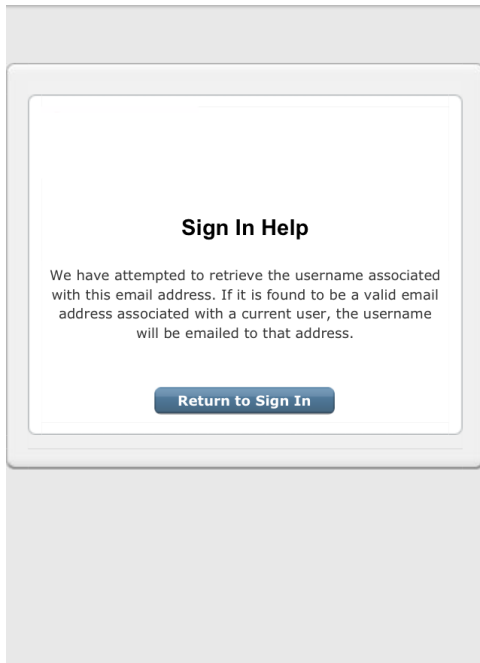 Sign In Help
We have attempted to retrieve the username associated
with this email address. If it is found to be a valid email
address associated with a current user, the username
will be emailed to that address.
Return to Sign In